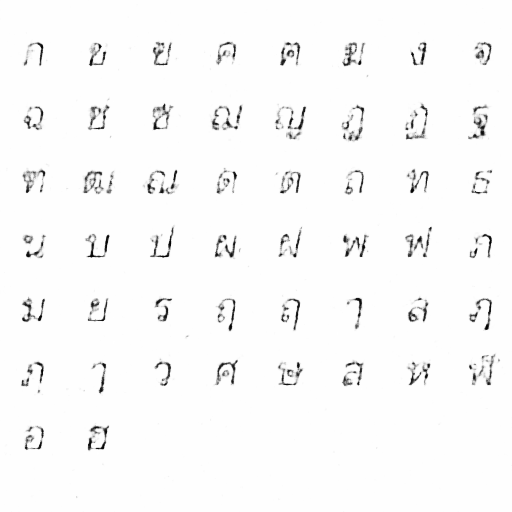 ก ข ฃ ค ฅ ฆ ง จ
ฉ ช ซ ฌ ญ ฎ ฏ ฐ
ฑ ฒ ณ ด ต ถ ท ธ
น บ ป ผ ฝ พ ฟ ภ
ม ย ร ฤ ฤ ๅ ล ฦ
ฦ ๅ ว ศ ษ ส ห ฬ
อ ฮ